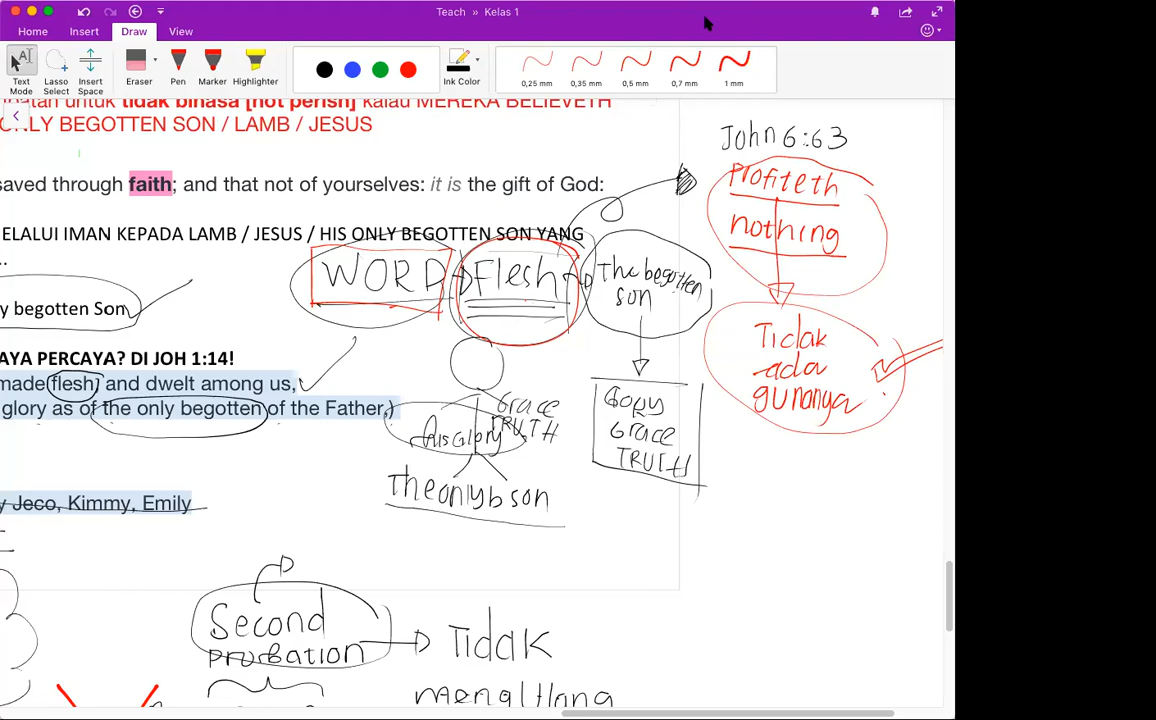 Teach » Kelas 1
Home Insert Draw View
Text Mode
Lasso Select
Insert Space
Eraser
Pen
Marker
Highlighter
Ink Color
0,25 mm
0,35 mm
0,5 mm
0,7 mm
1 mm
untuk tidak binasa [not perish] kalau MEREKA BELIEVETH
ONLY BEGOTTEN SON / LAMB / JESUS
saved through faith; and that not of yourselves: it is the gift of God:
ELALUI IMAN KEPADA LAMB / JESUS / HIS ONLY BEGOTTEN SON YANG
..
y begotten Son
AYA PERCAYA? DI JOH 1:14!
made flesh, and dwelt among us,
glory as of the only begotten of the Father,)
y Jeco, Kimmy, Emily
WORD
Flesh
The begotten
son
John 6:63
Profiteth
nothing
Tidak
ada
gunanya
Grace
TRUTH
His Glory
The only b son
Grace
TRUTH
Second
probation
Tidak